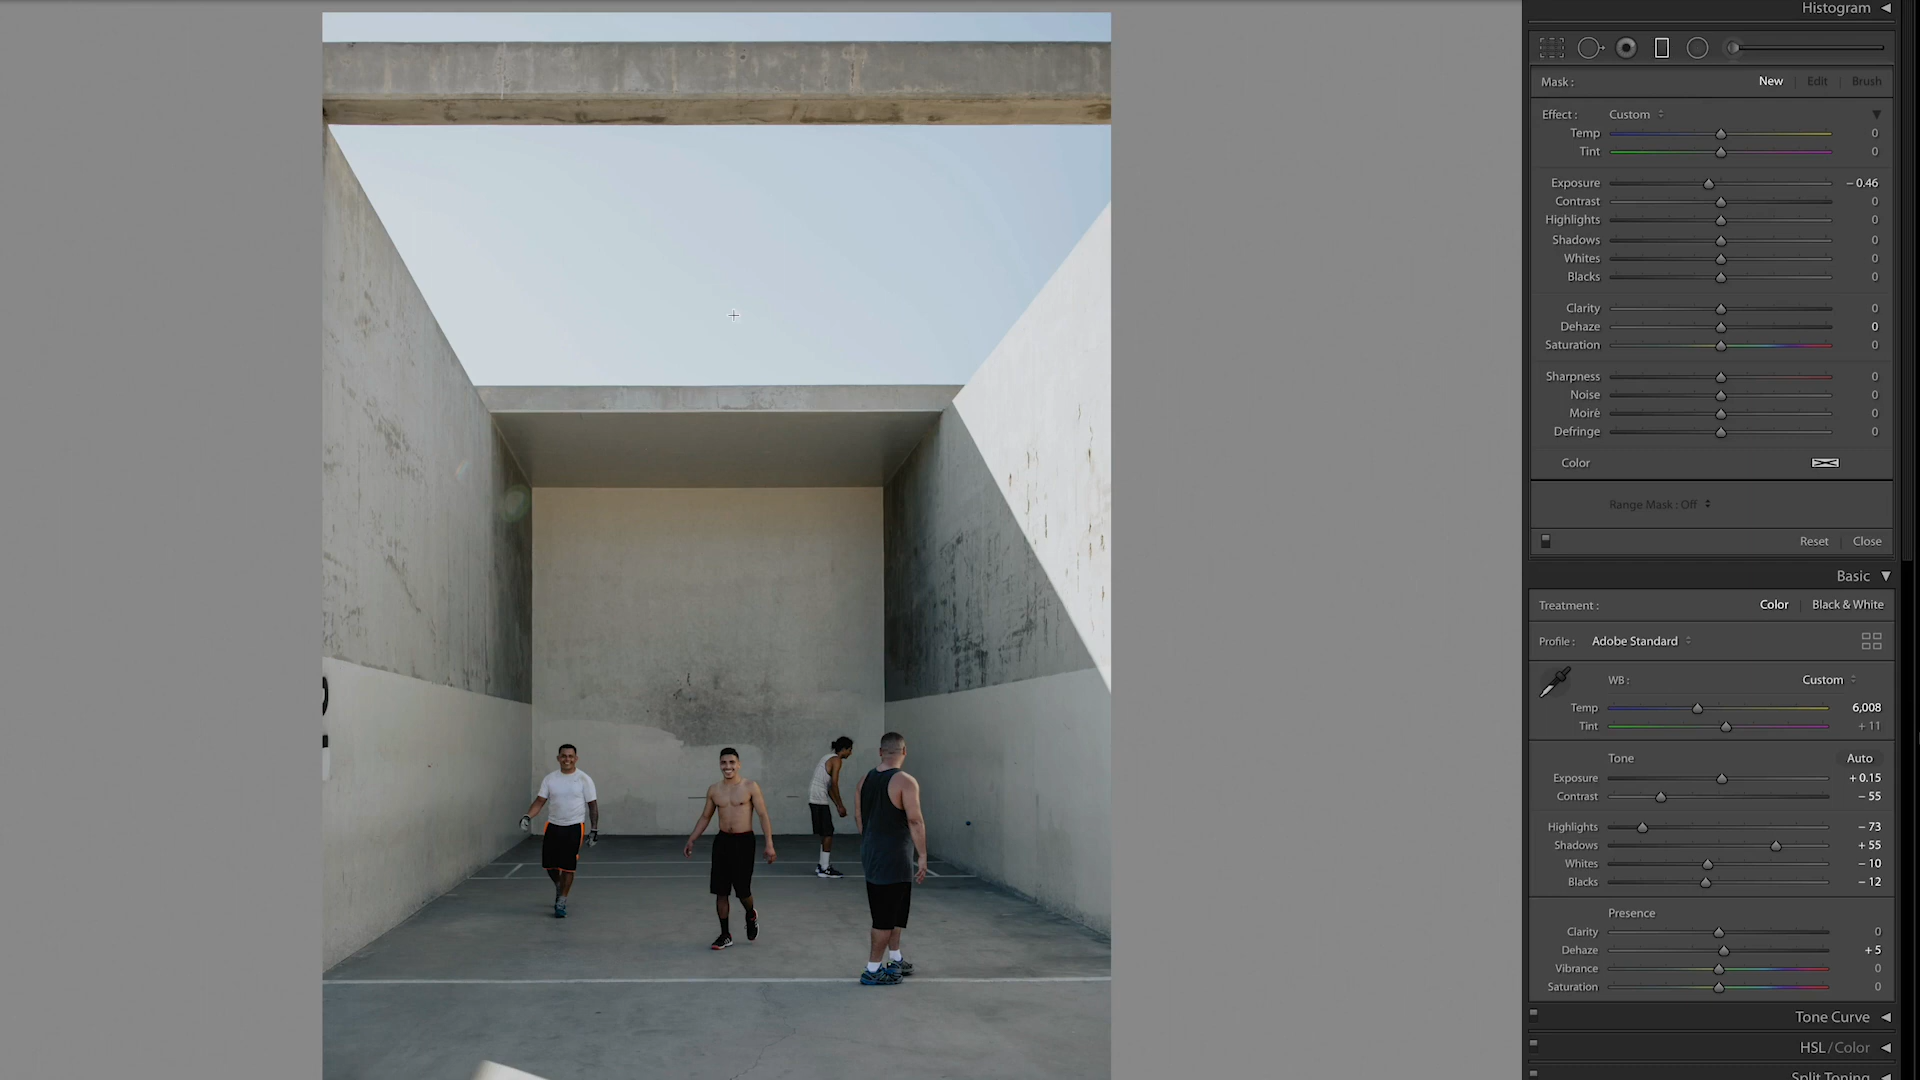 Histogram
Mask : New Edit Brush
Effect : Custom
Temp 0
Tint 0
Exposure – 0.46
Contrast 0
Highlights 0
Shadows 0
Whites 0
Blacks 0
Clarity 0
Dehaze 0
Saturation 0
Sharpness 0
Noise 0
Moiré 0
Defringe 0
Color
Range Mask : Off
Reset Close
Basic
Treatment : Color Black & White
Profile : Adobe Standard
WB : Custom
Temp 6,008
Tint + 11
Tone Auto
Exposure + 0.15
Contrast – 55
Highlights – 73
Shadows + 55
Whites – 10
Blacks – 12
Presence
Clarity 0
Dehaze + 5
Vibrance 0
Saturation 0
Tone Curve
HSL / Color
Split Toning